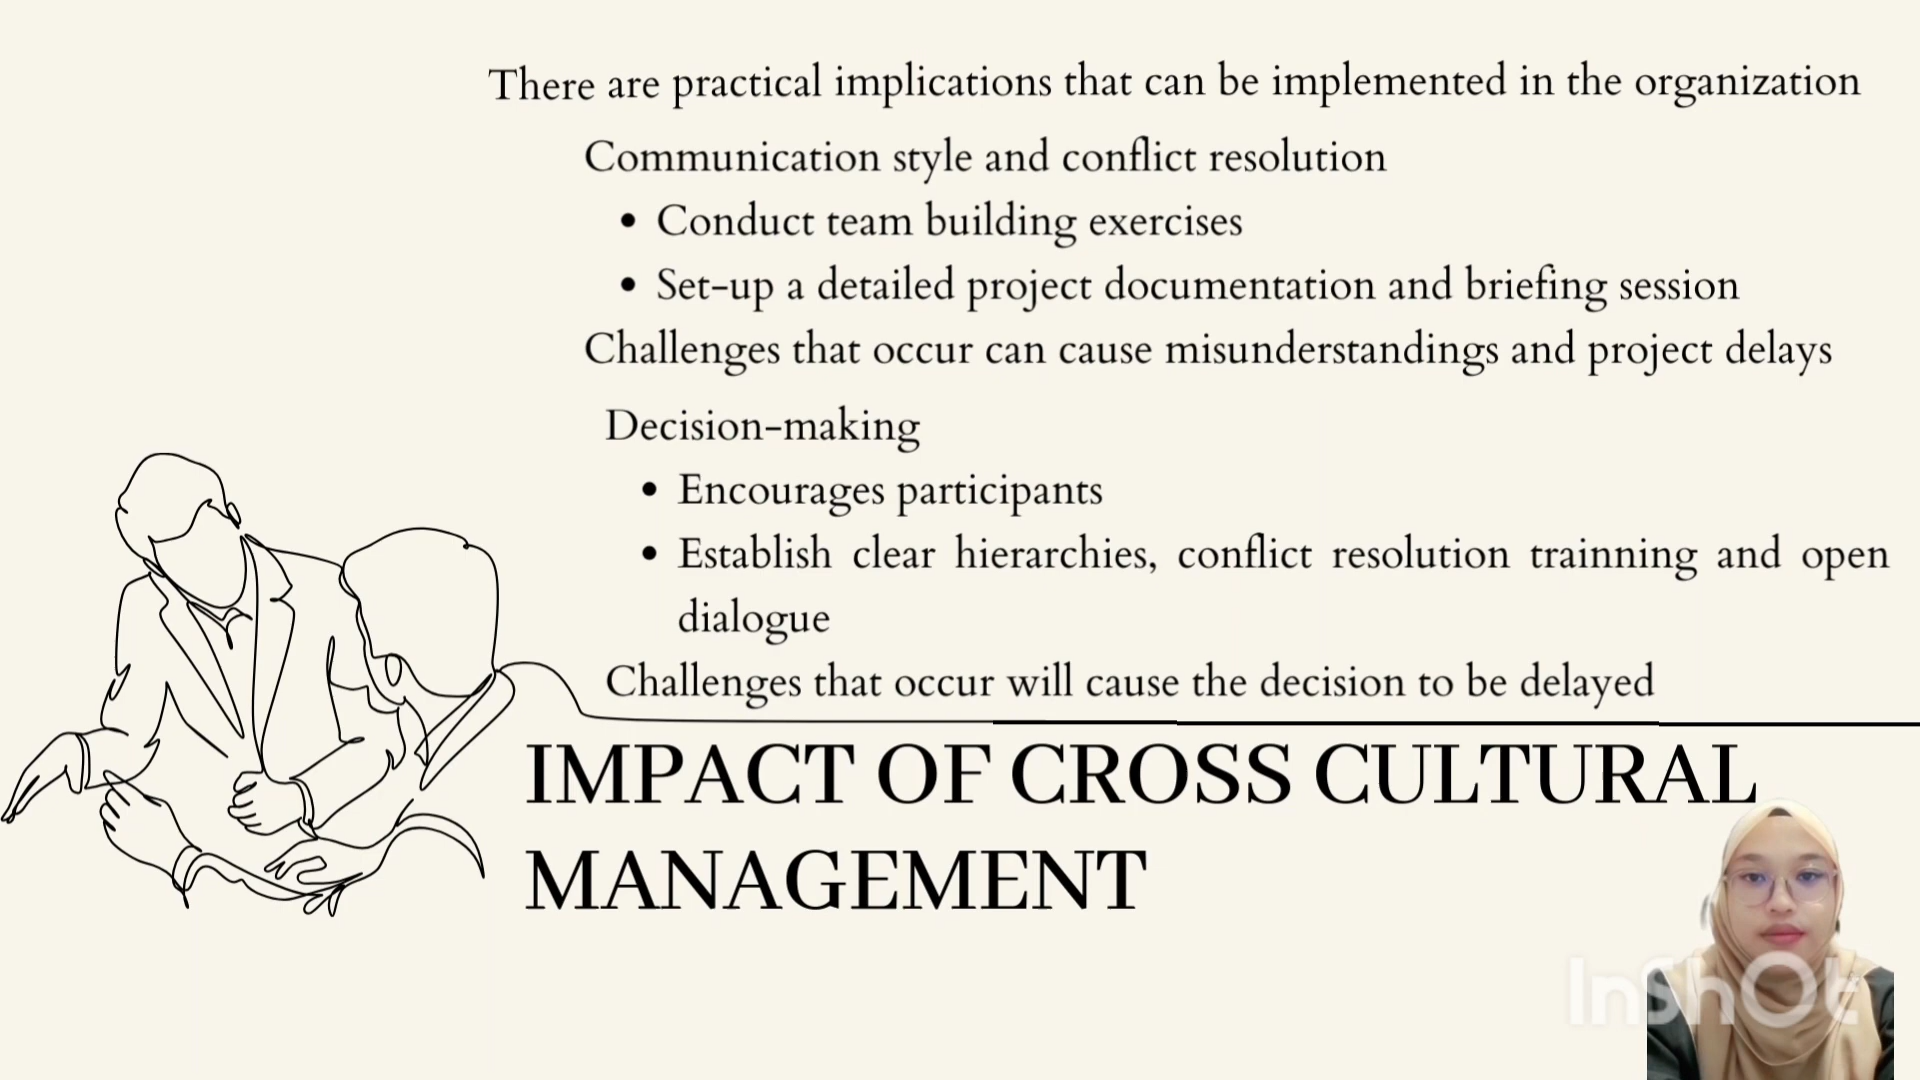 There are practical implications that can be implemented in the organization
Communication style and conflict resolution
• Conduct team building exercises
• Set-up a detailed project documentation and briefing session
Challenges that occur can cause misunderstandings and project delays
Decision-making
• Encourages participants
• Establish clear hierarchies, conflict resolution trainning and open
dialogue
Challenges that occur will cause the decision to be delayed
IMPACT OF CROSS CULTURAL
MANAGEMENT
InShOt